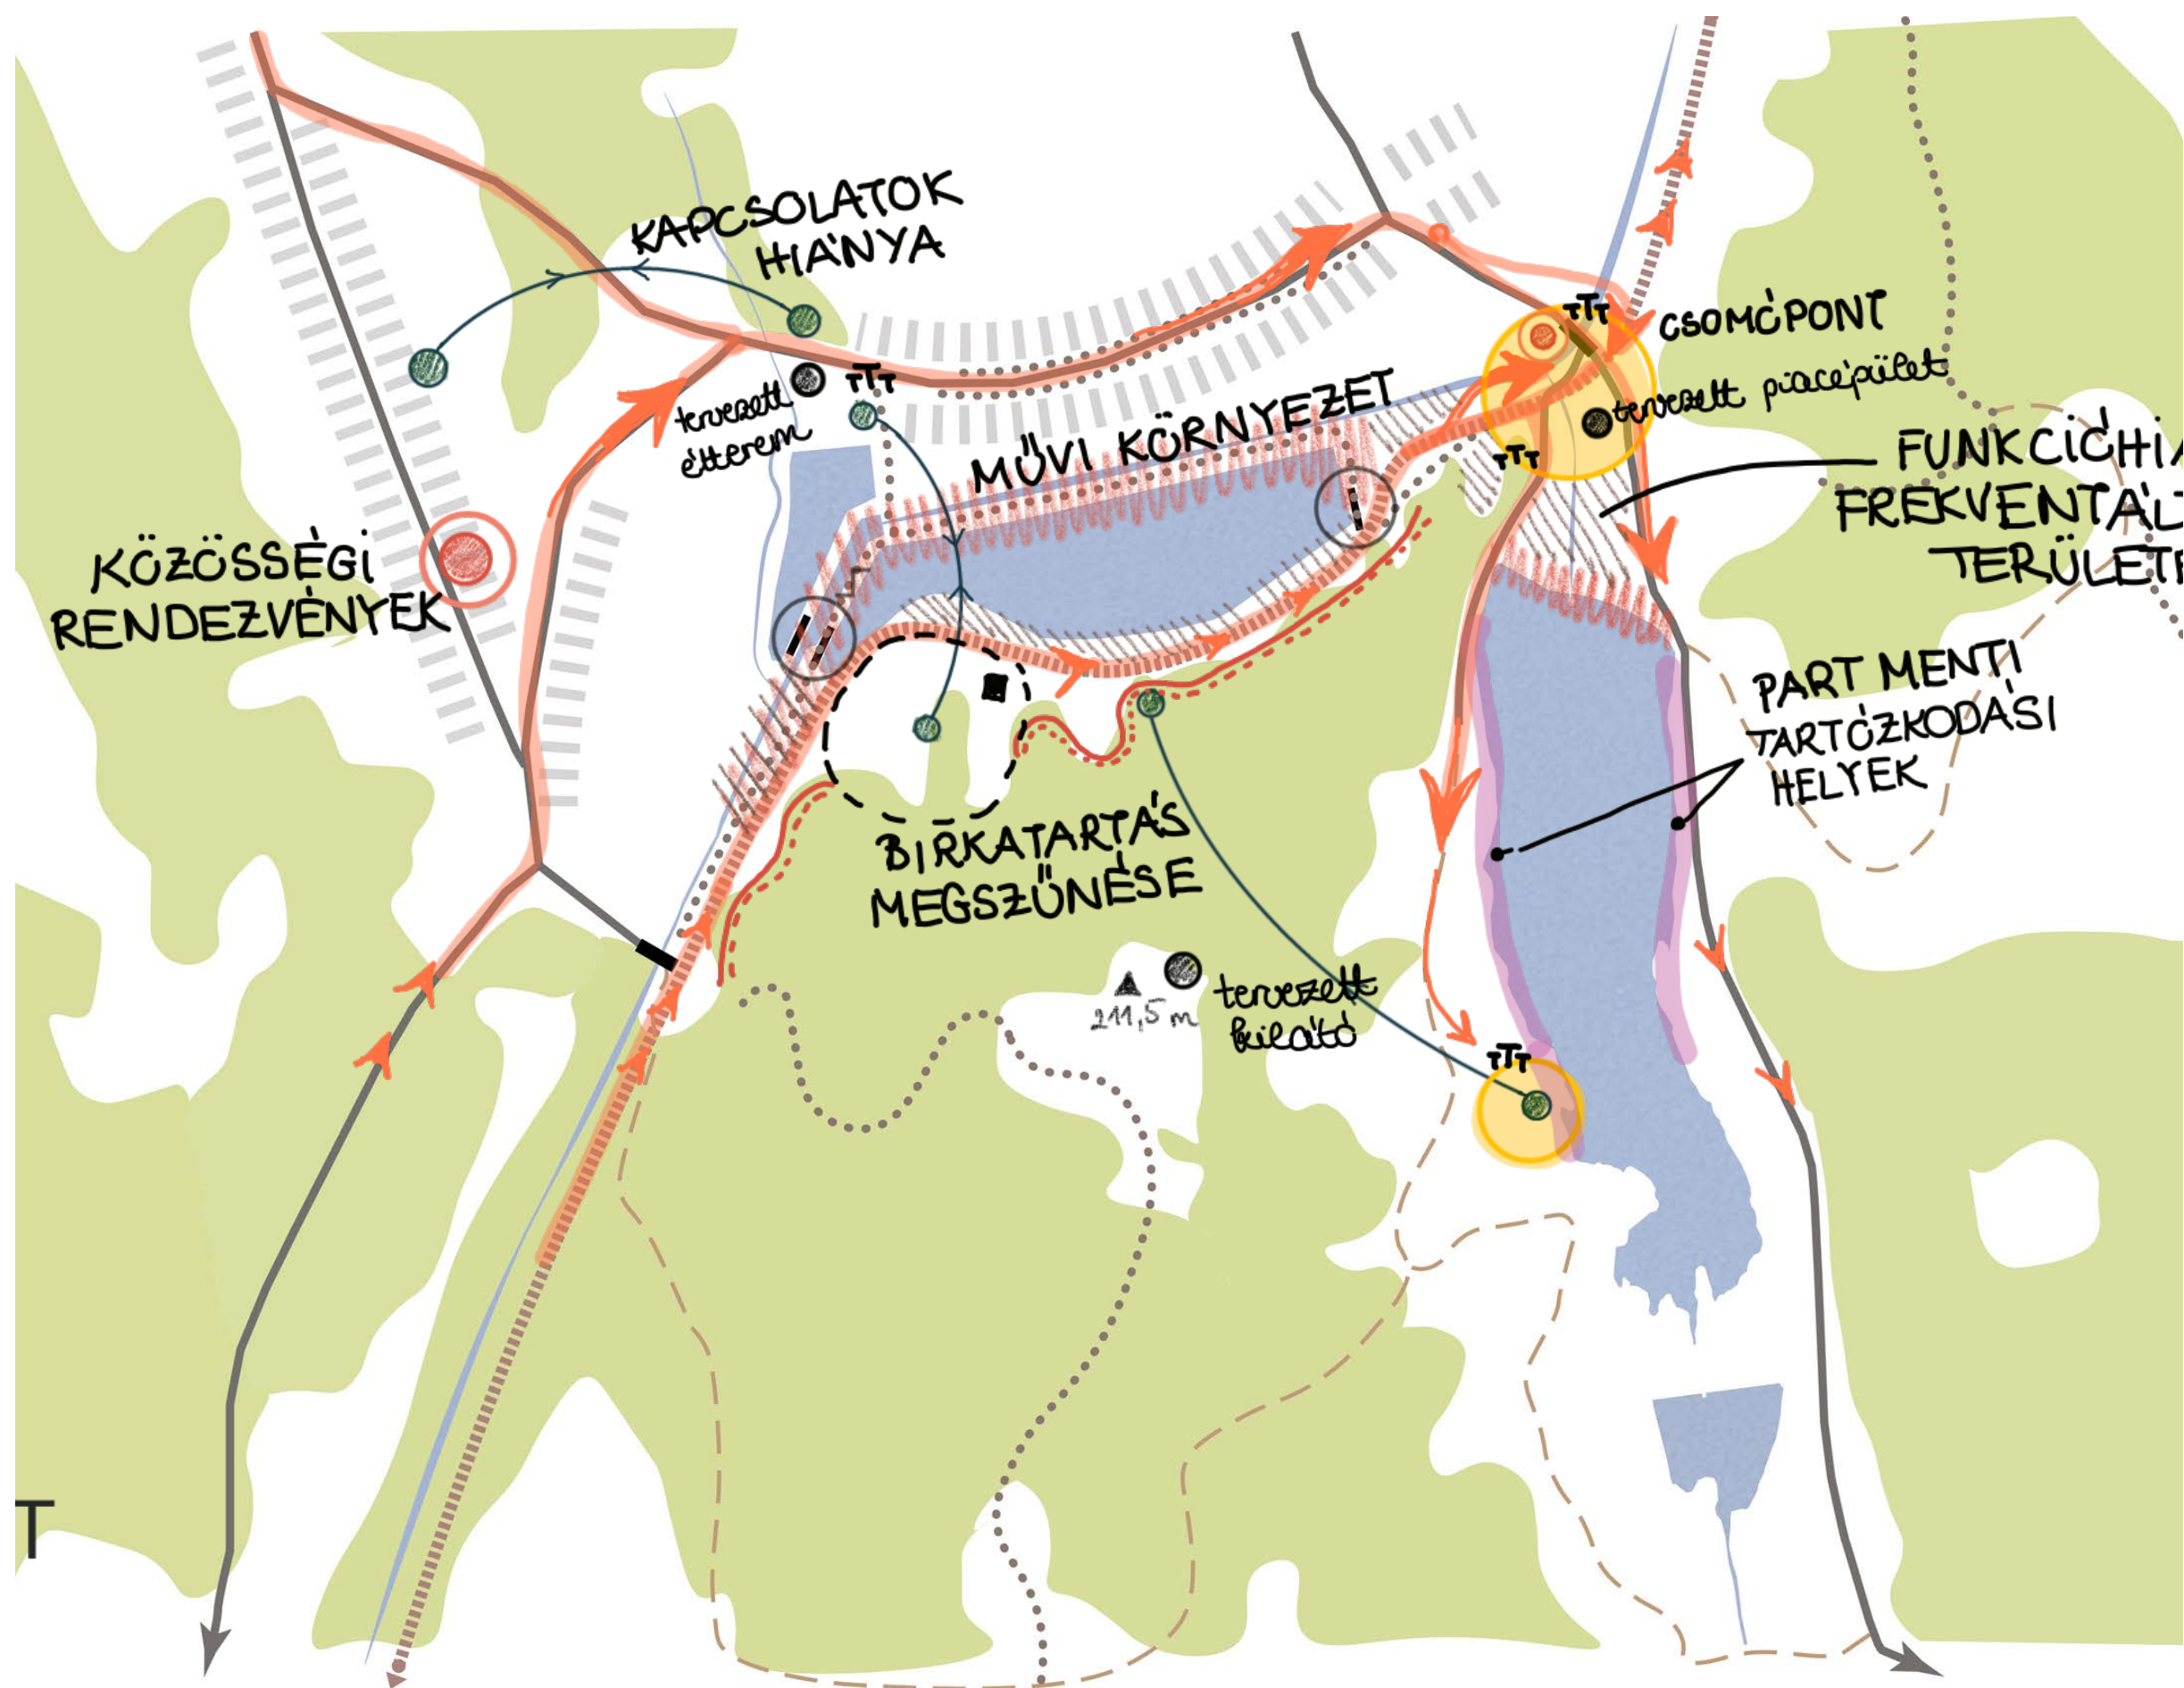 KAPCSOLATOK
HIÁNYA
CSOMÓPONT
tervezett piacépület
tervezett
étterem
MŰVI KÖRNYEZET
FUNKCIÓHIÁ
FREKVENTÁLT
TERÜLETE
KÖZÖSSÉGI
RENDEZVÉNYEK
PART MENTI
TARTÓZKODÁSI
HELYEK
BIRKATARTÁS
MEGSZŰNÉSE
211,5 m
tervezett
kilátó
T